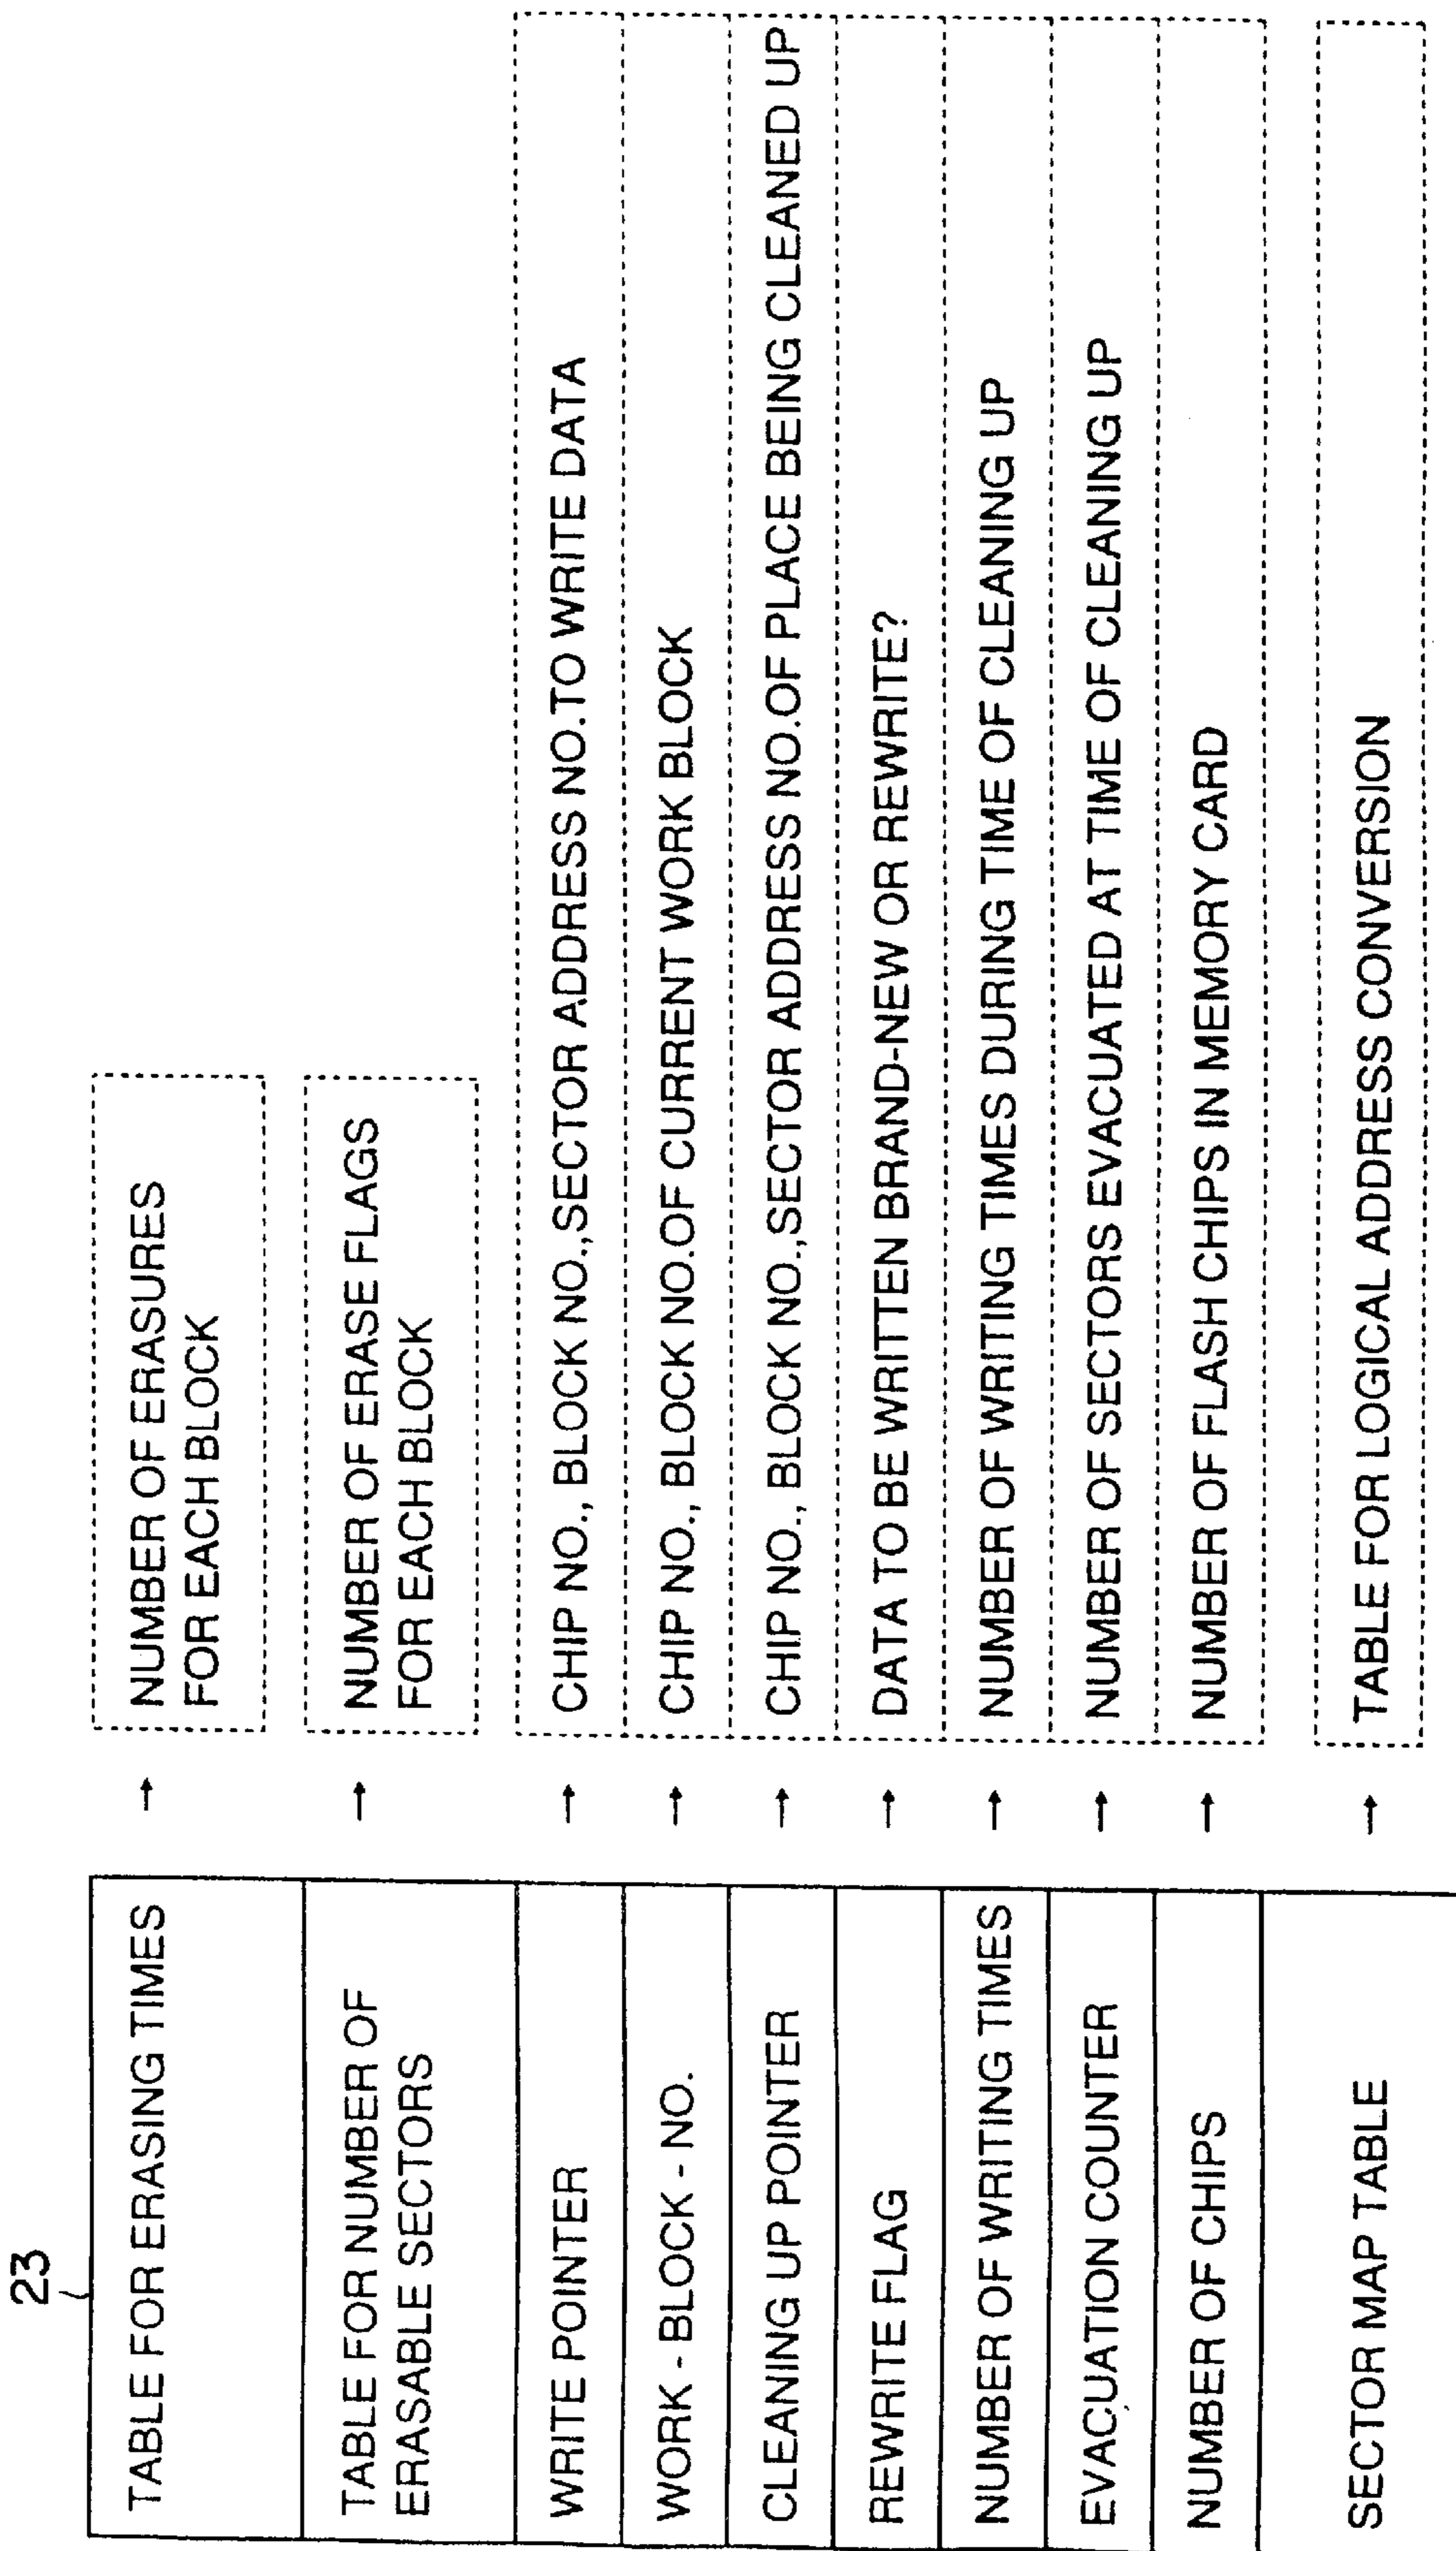 23
TABLE FOR ERASING TIMES
NUMBER OF ERASURES
FOR EACH BLOCK
TABLE FOR NUMBER OF
ERASABLE SECTORS
NUMBER OF ERASE FLAGS
FOR EACH BLOCK
WRITE POINTER
CHIP NO., BLOCK NO.,SECTOR ADDRESS NO.TO WRITE DATA
WORK - BLOCK - NO.
CHIP NO., BLOCK NO.OF CURRENT WORK BLOCK
CLEANING UP POINTER
CHIP NO., BLOCK NO.,SECTOR ADDRESS NO.OF PLACE BEING CLEANED UP
REWRITE FLAG
DATA TO BE WRITTEN BRAND-NEW OR REWRITE?
NUMBER OF WRITING TIMES
NUMBER OF WRITING TIMES DURING TIME OF CLEANING UP
EVACUATION COUNTER
NUMBER OF SECTORS EVACUATED AT TIME OF CLEANING UP
NUMBER OF CHIPS
NUMBER OF FLASH CHIPS IN MEMORY CARD
SECTOR MAP TABLE
TABLE FOR LOGICAL ADDRESS CONVERSION